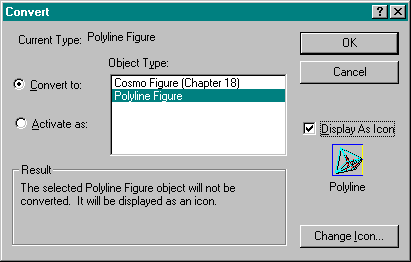 Convert
Current Type: Polyline Figure
OK
Cancel
Object Type:
Convert to:
Cosmo Figure (Chapter 18)
Polyline Figure
Activate as:
Display As Icon
Polyline
Result
The selected Polyline Figure object will not be
converted. It will be displayed as an icon.
Change Icon...